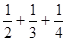 1/2 + 1/3 + 1/4